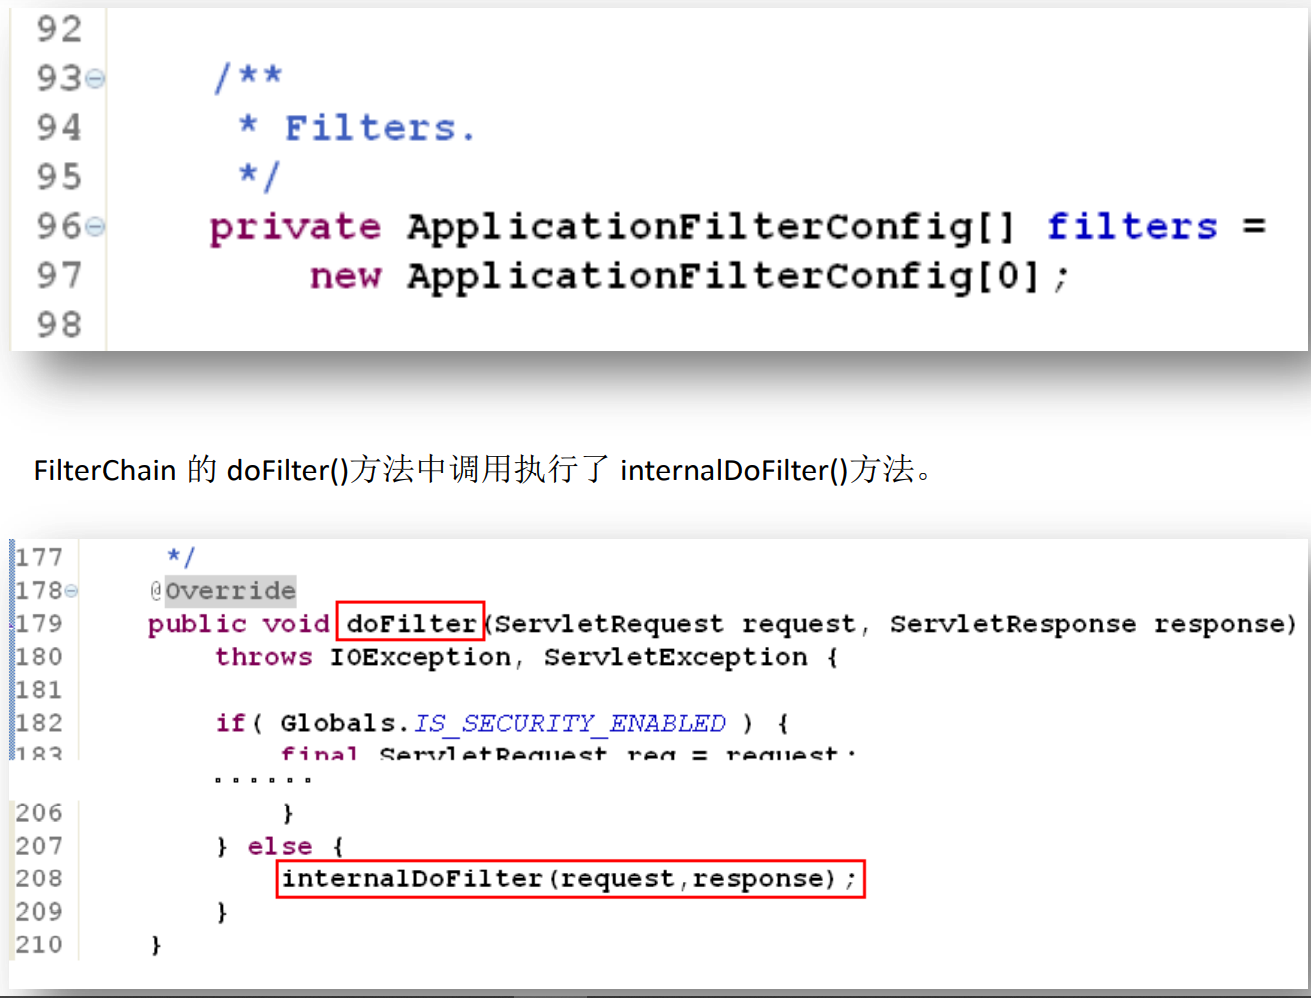 92
93 /**
94 * Filters.
95 */
96 private ApplicationFilterConfig[] filters =
97 new ApplicationFilterConfig[0];
98
FilterChain 的 doFilter()方法中调用执行了 internalDoFilter()方法。
177 */
178 @Override
179 public void doFilter(ServletRequest request, ServletResponse response)
180 throws IOException, ServletException {
181
182 if( Globals.IS_SECURITY_ENABLED ) {
183 final ServletRequest req = request;
······
206 }
207 } else {
208 internalDoFilter(request,response);
209 }
210 }